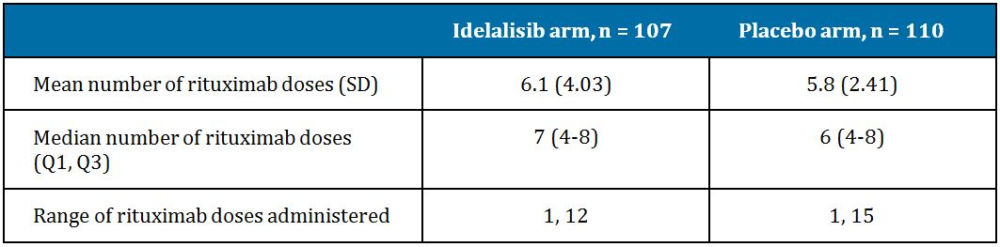 Idelalisib arm, n = 107 Placebo arm, n = 110
Mean number of rituximab doses (SD) 6.1 (4.03) 5.8 (2.41)
Median number of rituximab doses 7 (4-8) 6 (4-8)
(Q1, Q3)
Range of rituximab doses administered 1, 12 1, 15